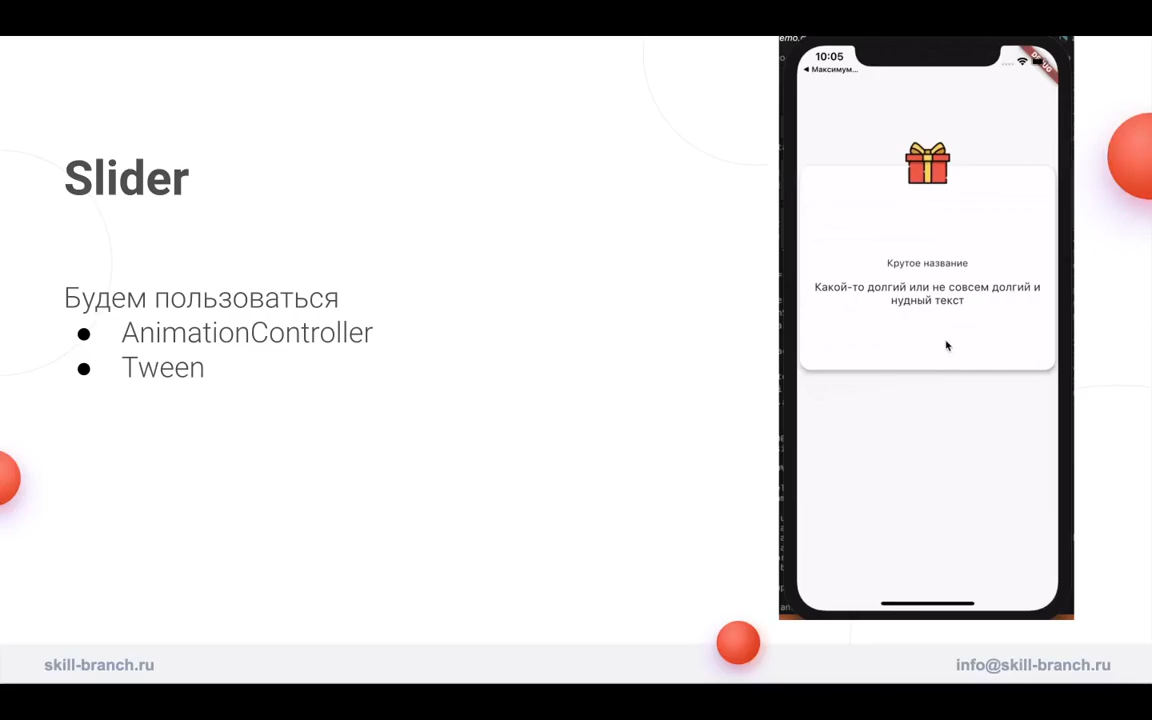 Slider
Будем пользоваться
● AnimationController
● Tween
10:05
◀ Максимум...
Крутое название
Какой-то долгий или не совсем долгий и
нудный текст
skill-branch.ru
info@skill-branch.ru